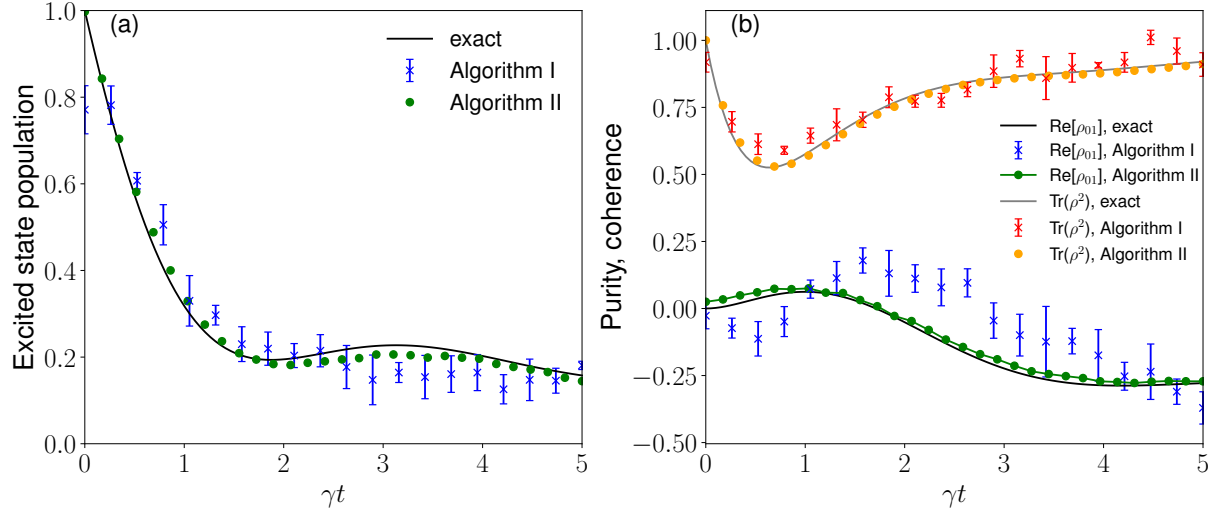 (a)
exact
Algorithm I
Algorithm II
Excited state population
1.0
0.8
0.6
0.4
0.2
0.0
0
1
2
3
4
5
γt
(b)
Re[ρ01], exact
Re[ρ01], Algorithm I
Re[ρ01], Algorithm II
Tr(ρ²), exact
Tr(ρ²), Algorithm I
Tr(ρ²), Algorithm II
Purity, coherence
1.00
0.75
0.50
0.25
0.00
−0.25
−0.50
0
1
2
3
4
5
γt